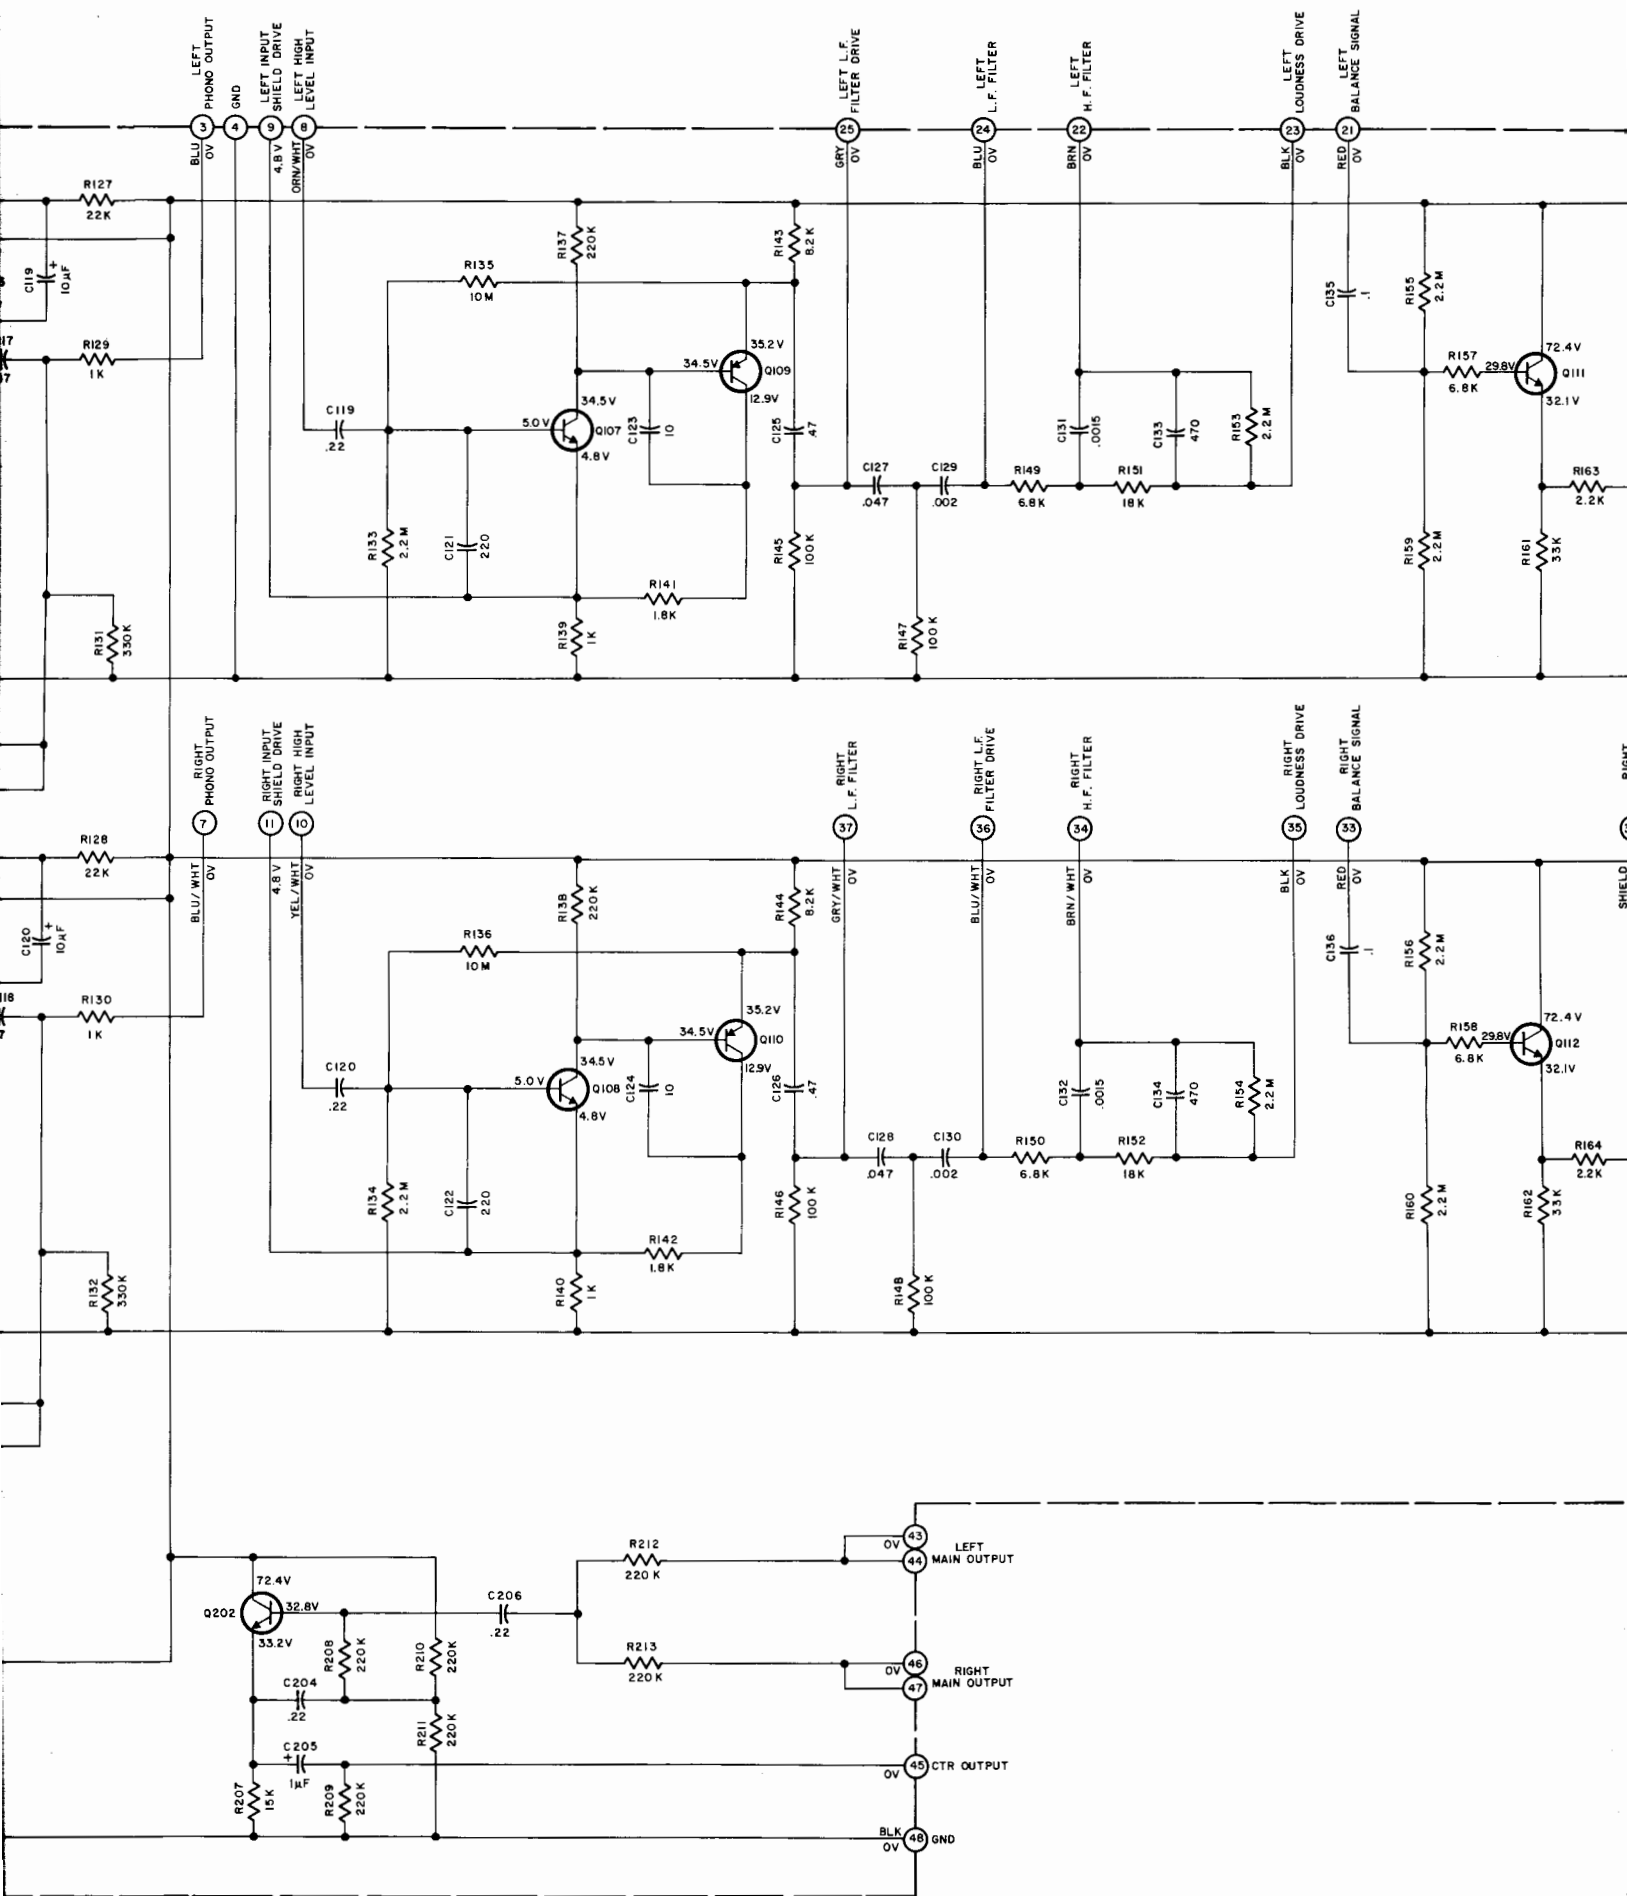 LEFT
PHONO OUTPUT
GND
LEFT INPUT
SHIELD DRIVE
LEFT HIGH
LEVEL INPUT
LEFT L.F.
FILTER DRIVE
LEFT
L.F. FILTER
LEFT
H.F. FILTER
LEFT
LOUDNESS DRIVE
LEFT
BALANCE SIGNAL
3
4
9
8
25
24
22
23
21
BLU
0V
4.8 V
ORN/WHT
0V
GRY
0V
BLU
0V
BRN
0V
BLK
0V
RED
0V
R127
22K
C119
10µF
R129
1K
R131
330K
C119
.22
R135
10M
R133
2.2M
C121
220
R137
220K
5.0V
34.5V
Q107
4.8V
C123
10
34.5V
35.2V
Q109
12.9V
R141
1.8K
R139
1K
R143
8.2K
C125
.47
R145
100K
C127
.047
C129
.002
R147
100K
R149
6.8K
C131
.0015
R151
18K
C133
470
R153
2.2M
C135
.1
R155
2.2M
R157
6.8K
29.8V
72.4V
Q111
32.1V
R159
2.2M
R161
33K
R163
2.2K
RIGHT
PHONO OUTPUT
RIGHT INPUT
SHIELD DRIVE
RIGHT HIGH
LEVEL INPUT
RIGHT
L.F. FILTER
RIGHT L.F.
FILTER DRIVE
RIGHT
H.F. FILTER
RIGHT
LOUDNESS DRIVE
RIGHT
BALANCE SIGNAL
RIGHT
SHIELD
7
11
10
37
36
34
35
33
BLU/WHT
0V
4.8 V
YEL/WHT
0V
GRY/WHT
0V
BLU/WHT
0V
BRN/WHT
0V
BLK
0V
RED
0V
R128
22K
C120
10µF
R130
1K
R132
330K
C120
.22
R136
10M
R134
2.2M
C122
220
R138
220K
5.0V
34.5V
Q108
4.8V
C124
10
34.5V
35.2V
Q110
12.9V
R142
1.8K
R140
1K
R144
8.2K
C126
.47
R146
100K
C128
.047
C130
.002
R148
100K
R150
6.8K
C132
.0015
R152
18K
C134
470
R154
2.2M
C136
.1
R156
2.2M
R158
6.8K
29.8V
72.4V
Q112
32.1V
R160
2.2M
R162
33K
R164
2.2K
72.4V
Q202
32.8V
33.2V
R208
220K
R210
220K
C204
.22
R211
220K
C205
1µF
R207
15K
R209
220K
C206
.22
R212
220K
R213
220K
43
0V
44
LEFT
MAIN OUTPUT
46
0V
47
RIGHT
MAIN OUTPUT
45
0V
CTR OUTPUT
BLK
0V
48
GND